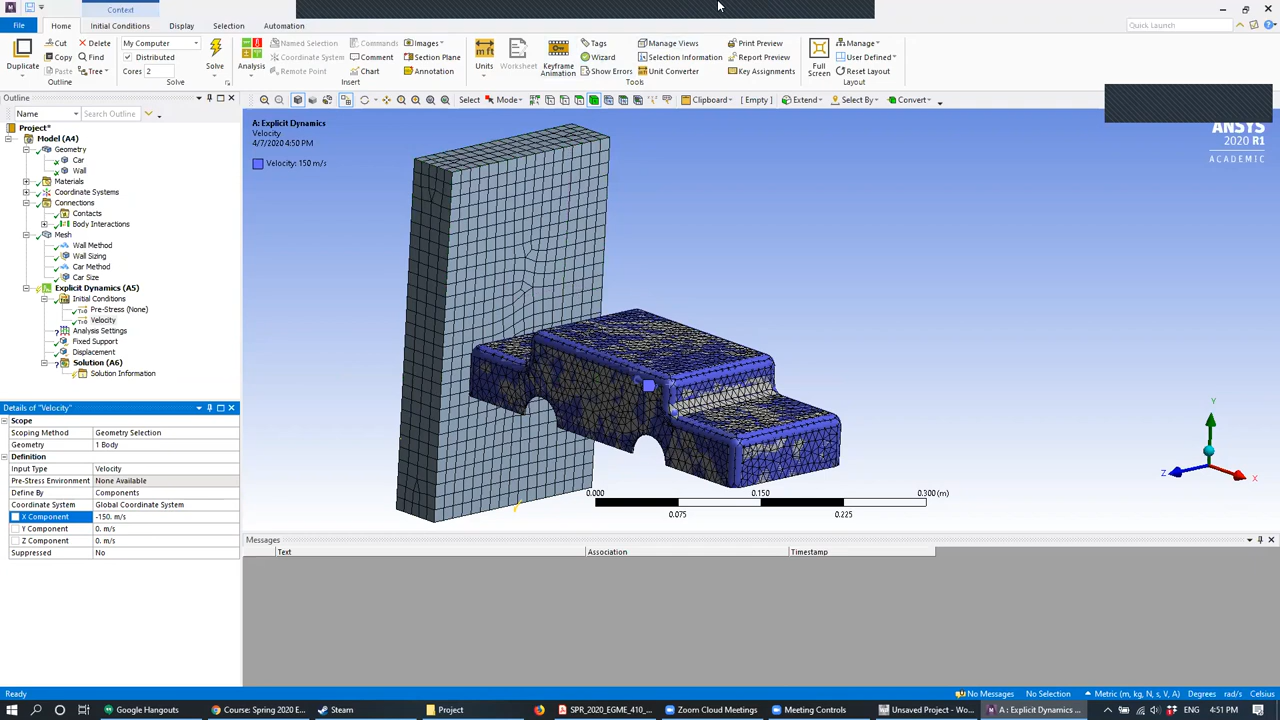 Context
File Home Initial Conditions Display Selection Automation Quick Launch
Duplicate Cut Copy Paste Delete Find Tree Outline
My Computer Distributed Cores 2 Solve Solve
Analysis Named Selection Coordinate System Remote Point Commands Comment Chart Images Section Plane Annotation Insert
Units Worksheet Keyframe Animation Tags Wizard Show Errors Manage Views Selection Information Unit Converter Print Preview Report Preview Key Assignments Tools
Full Screen Manage User Defined Reset Layout Layout
Select Mode Clipboard [ Empty ] Extend Select By Convert
Outline
Name Search Outline
Project*
Model (A4)
Geometry
Car
Wall
Materials
Coordinate Systems
Connections
Contacts
Body Interactions
Mesh
Wall Method
Wall Sizing
Car Method
Car Size
Explicit Dynamics (A5)
Initial Conditions
Pre-Stress (None)
Velocity
Analysis Settings
Fixed Support
Displacement
Solution (A6)
Solution Information
Details of "Velocity"
Scope
Scoping Method Geometry Selection
Geometry 1 Body
Definition
Input Type Velocity
Pre-Stress Environment None Available
Define By Components
Coordinate System Global Coordinate System
X Component -150. m/s
Y Component 0. m/s
Z Component 0. m/s
Suppressed No
A: Explicit Dynamics
Velocity
4/7/2020 4:50 PM
Velocity: 150 m/s
ANSYS
2020 R1
ACADEMIC
Y
Z
X
0.000 0.150 0.300 (m)
0.075 0.225
Messages
Text Association Timestamp
Ready No Messages No Selection Metric (m, kg, N, s, V, A) Degrees rad/s Celsius
Google Hangouts Course: Spring 2020 E... Steam Project SPR_2020_EGME_410_... Zoom Cloud Meetings Meeting Controls Unsaved Project - Wo... A : Explicit Dynamics ... ENG 4:51 PM